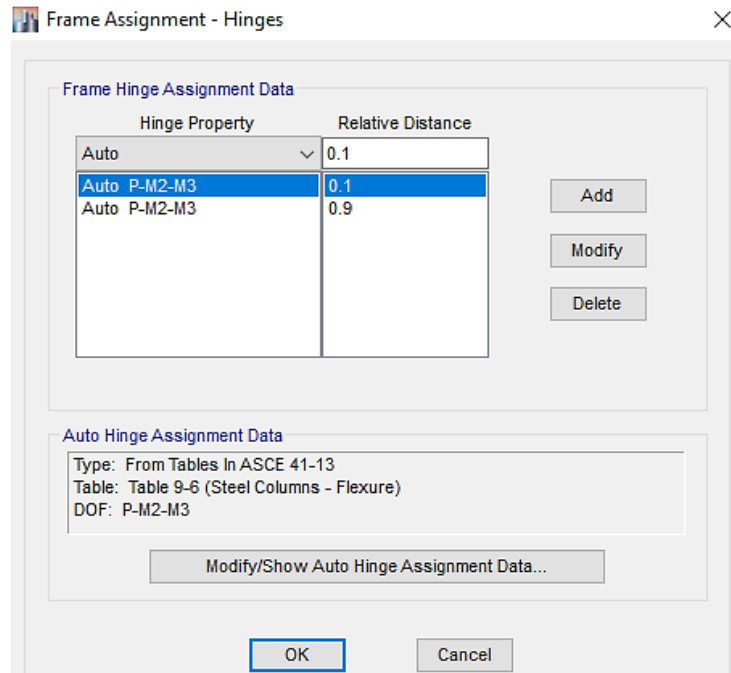 Frame Assignment - Hinges
Frame Hinge Assignment Data
Hinge Property Relative Distance
Auto 0.1
Auto P-M2-M3 0.1
Auto P-M2-M3 0.9
Add
Modify
Delete
Auto Hinge Assignment Data
Type: From Tables In ASCE 41-13
Table: Table 9-6 (Steel Columns - Flexure)
DOF: P-M2-M3
Modify/Show Auto Hinge Assignment Data...
OK Cancel